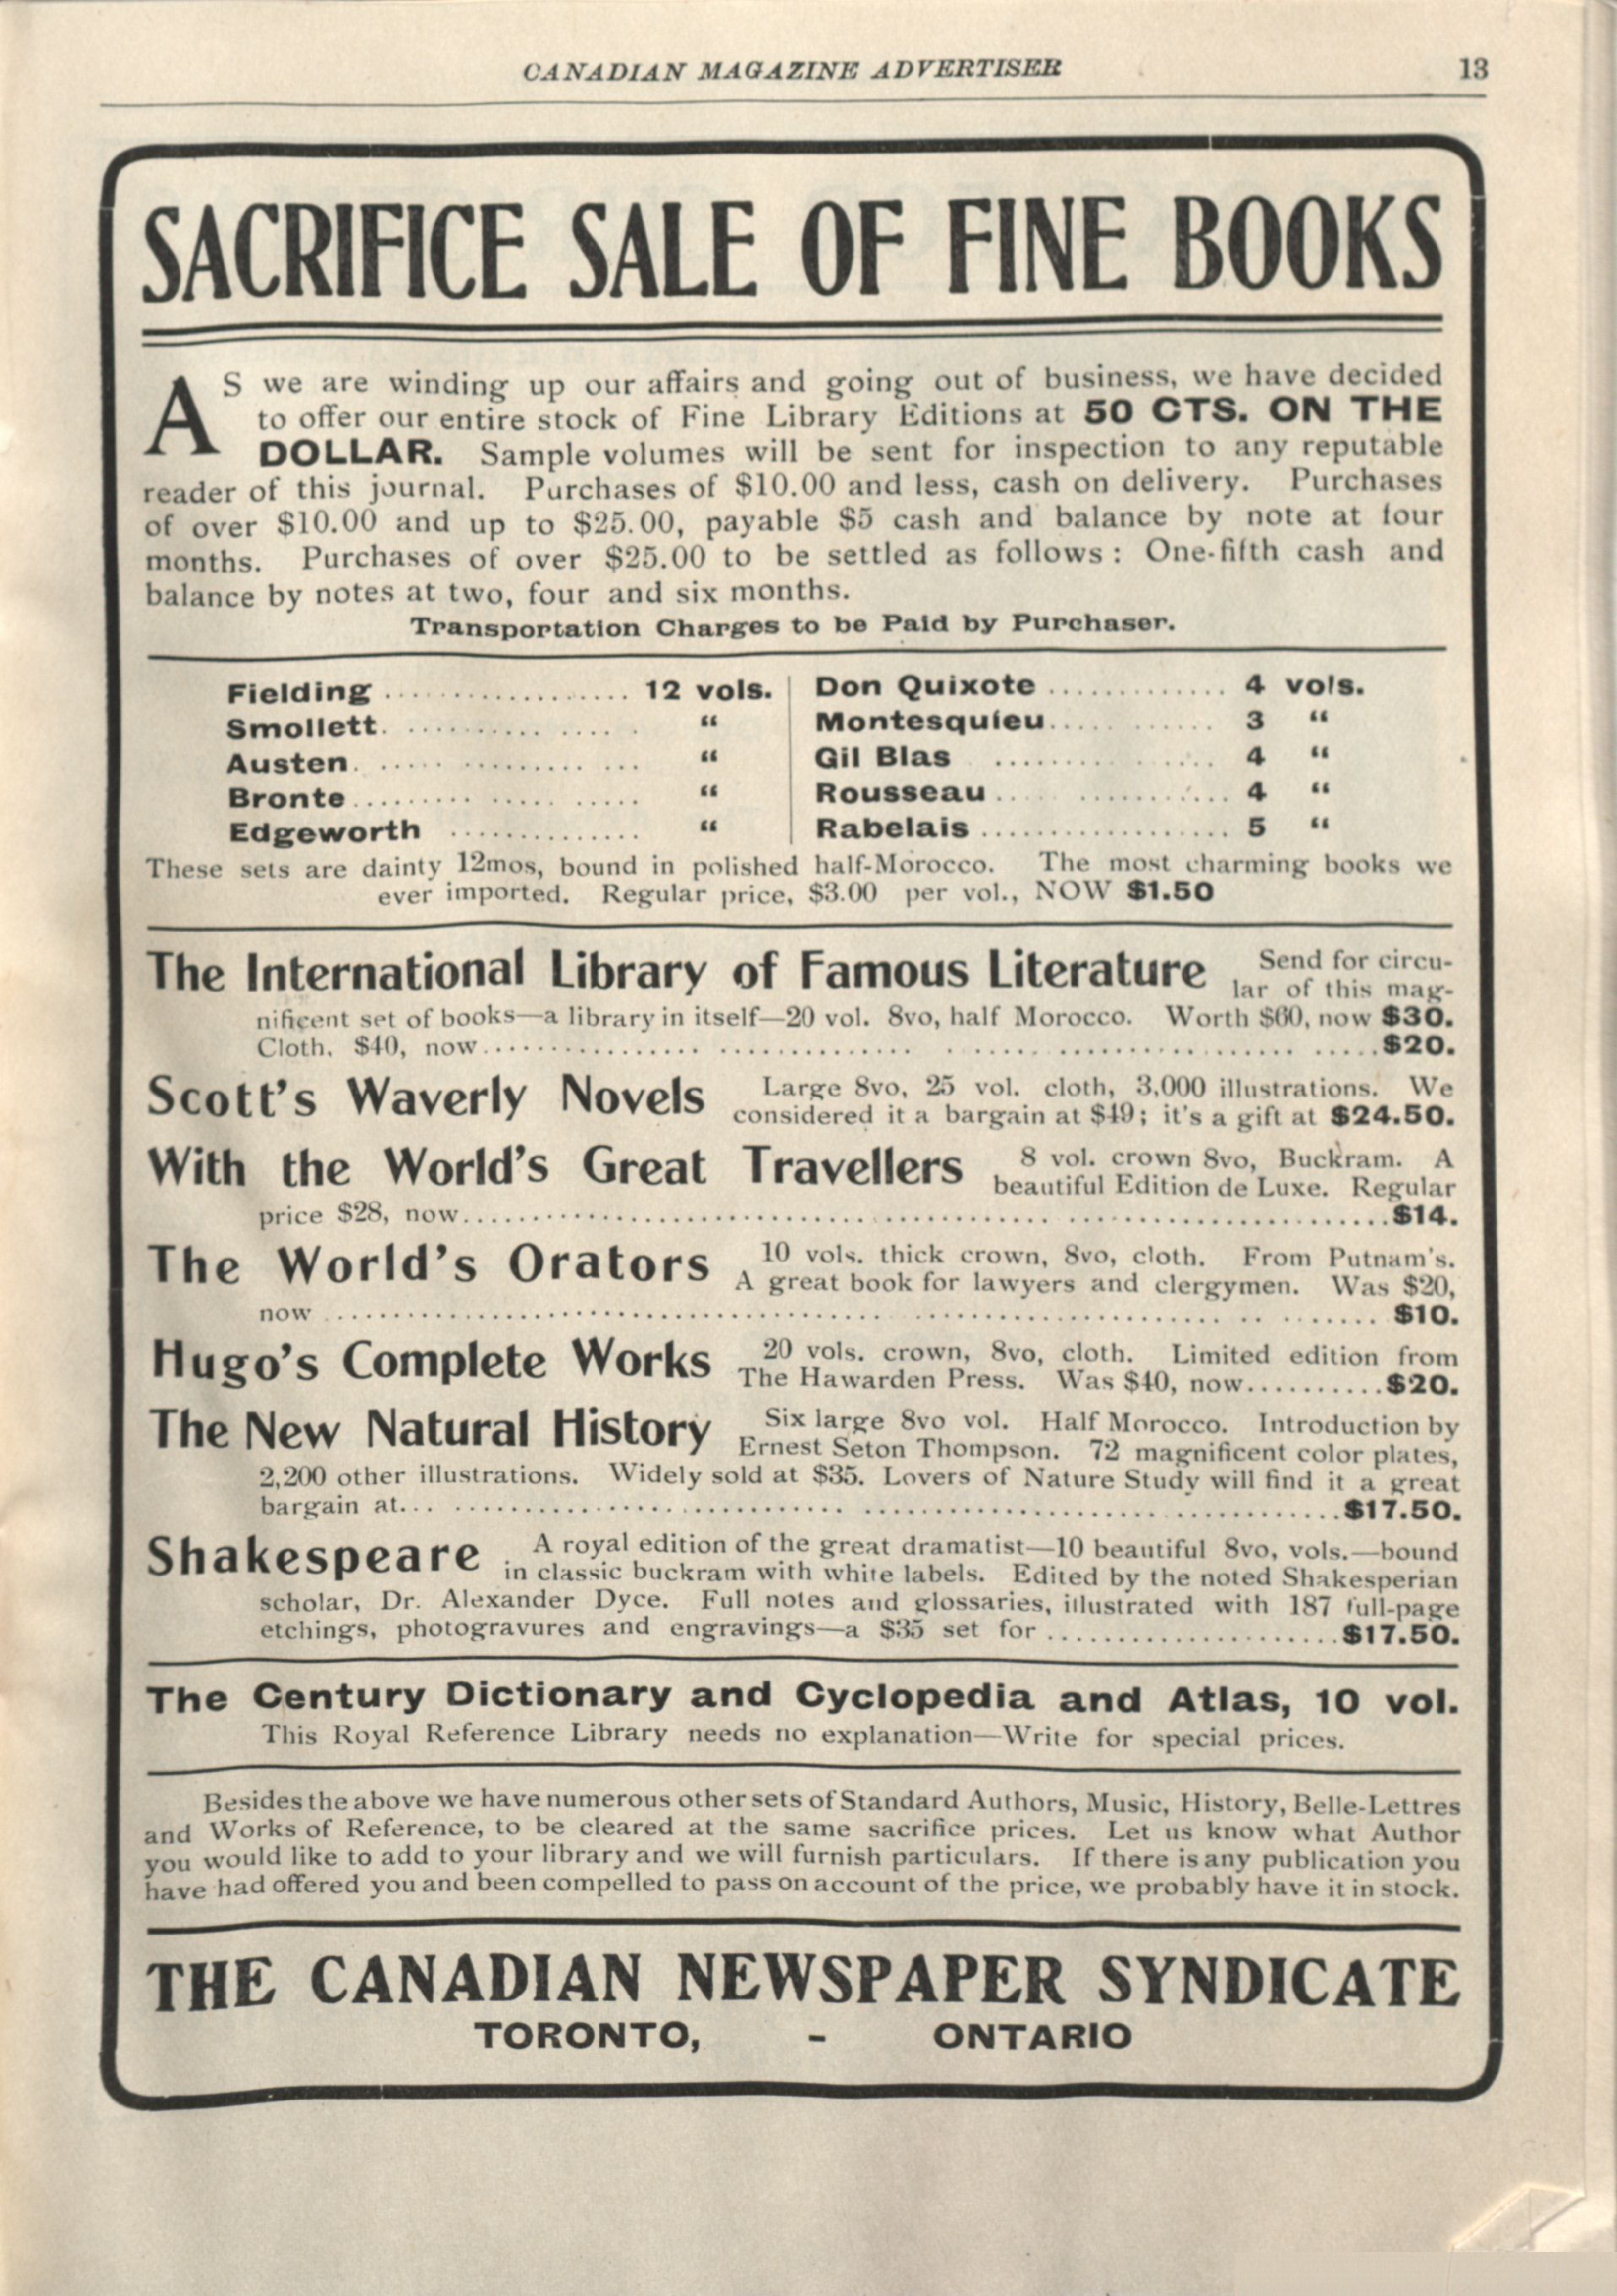 CANADIAN MAGAZINE ADVERTISER 13
SACRIFICE SALE OF FINE BOOKS
AS we are winding up our affairs and going out of business, we have decided
to offer our entire stock of Fine Library Editions at 50 CTS. ON THE
DOLLAR. Sample volumes will be sent for inspection to any reputable
reader of this journal. Purchases of $10.00 and less, cash on delivery. Purchases
of over $10.00 and up to $25.00, payable $5 cash and balance by note at four
months. Purchases of over $25.00 to be settled as follows: One-fifth cash and
balance by notes at two, four and six months.
Transportation Charges to be Paid by Purchaser.
Fielding .................. 12 vols.
Smollett. .......... ..... . "
Austen. ..... .......... ... "
Bronte......... ..... ..... "
Edgeworth .............. "
Don Quixote ............. 4 vols.
Montesquieu............ 3 "
Gil Blas ................ 4 "
Rousseau............... 4 "
Rabelais .................. 5 "
These sets are dainty 12mos, bound in polished half-Morocco. The most charming books we
ever imported. Regular price, $3.00 per vol., NOW $1.50
The International Library of Famous Literature Send for circu-
lar of this mag-
nificent set of books—a library in itself—20 vol. 8vo, half Morocco. Worth $60, now $30.
Cloth, $40, now........................................................$20.
Scott's Waverly Novels Large 8vo, 25 vol. cloth, 3,000 illustrations. We
considered it a bargain at $49; it's a gift at $24.50.
With the World's Great Travellers 8 vol. crown 8vo, Buckram. A
beautiful Edition de Luxe. Regular
price $28, now........................................................$14.
The World's Orators 10 vols. thick crown, 8vo, cloth. From Putnam's.
A great book for lawyers and clergymen. Was $20,
now ........................................................ $10.
Hugo's Complete Works 20 vols. crown, 8vo, cloth. Limited edition from
The Hawarden Press. Was $40, now..........$20.
The New Natural History Six large 8vo vol. Half Morocco. Introduction by
Ernest Seton Thompson. 72 magnificent color plates,
2,200 other illustrations. Widely sold at $35. Lovers of Nature Study will find it a great
bargain at........................................................$17.50.
Shakespeare A royal edition of the great dramatist—10 beautiful 8vo, vols.—bound
in classic buckram with white labels. Edited by the noted Shakesperian
scholar, Dr. Alexander Dyce. Full notes and glossaries, illustrated with 187 full-page
etchings, photogravures and engravings—a $35 set for .....................$17.50.
The Century Dictionary and Cyclopedia and Atlas, 10 vol.
This Royal Reference Library needs no explanation—Write for special prices.
Besides the above we have numerous other sets of Standard Authors, Music, History, Belle-Lettres
and Works of Reference, to be cleared at the same sacrifice prices. Let us know what Author
you would like to add to your library and we will furnish particulars. If there is any publication you
have had offered you and been compelled to pass on account of the price, we probably have it in stock.
THE CANADIAN NEWSPAPER SYNDICATE
TORONTO, - ONTARIO